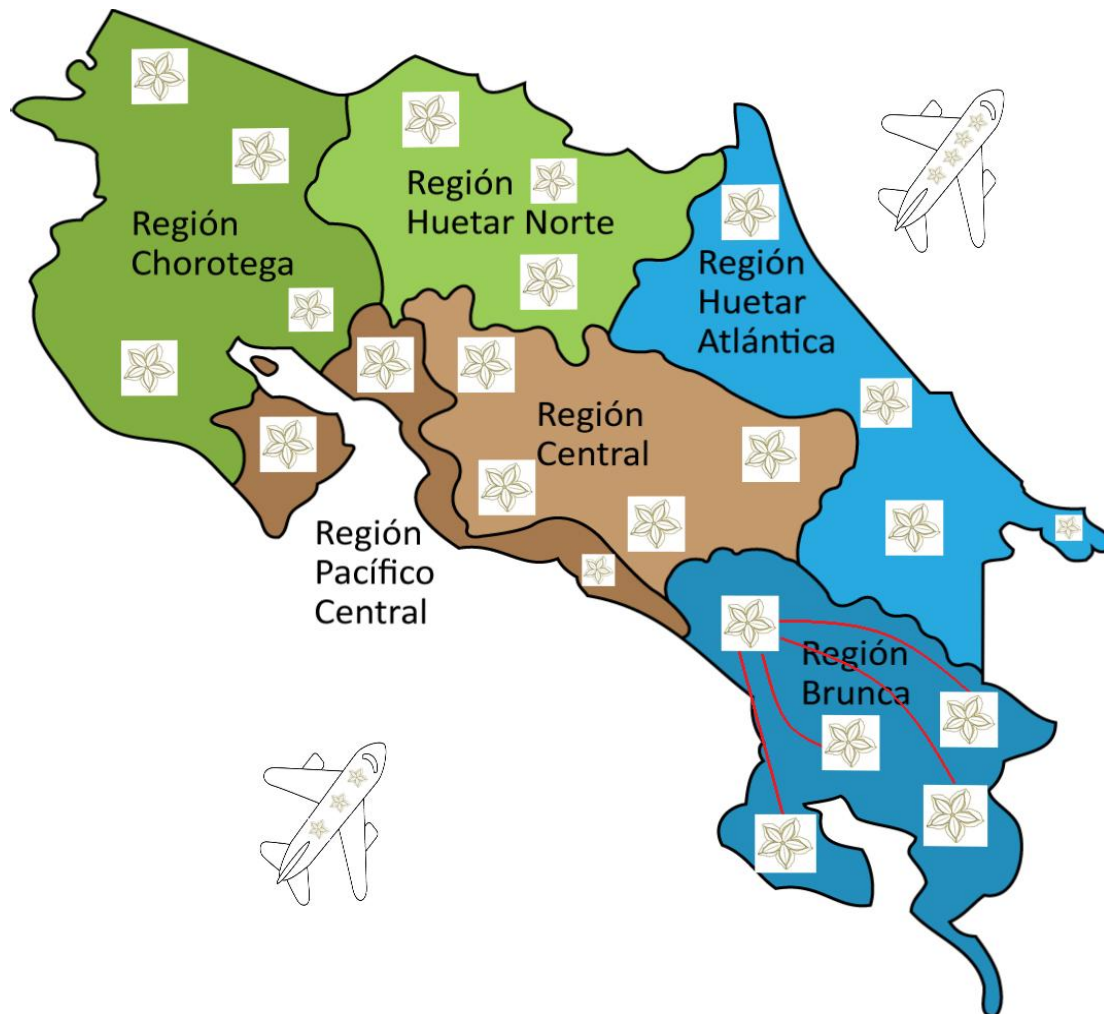 Región
Chorotega
Región
Huetar Norte
Región
Huetar
Atlántica
Región
Central
Región
Pacífico
Central
Región
Brunca